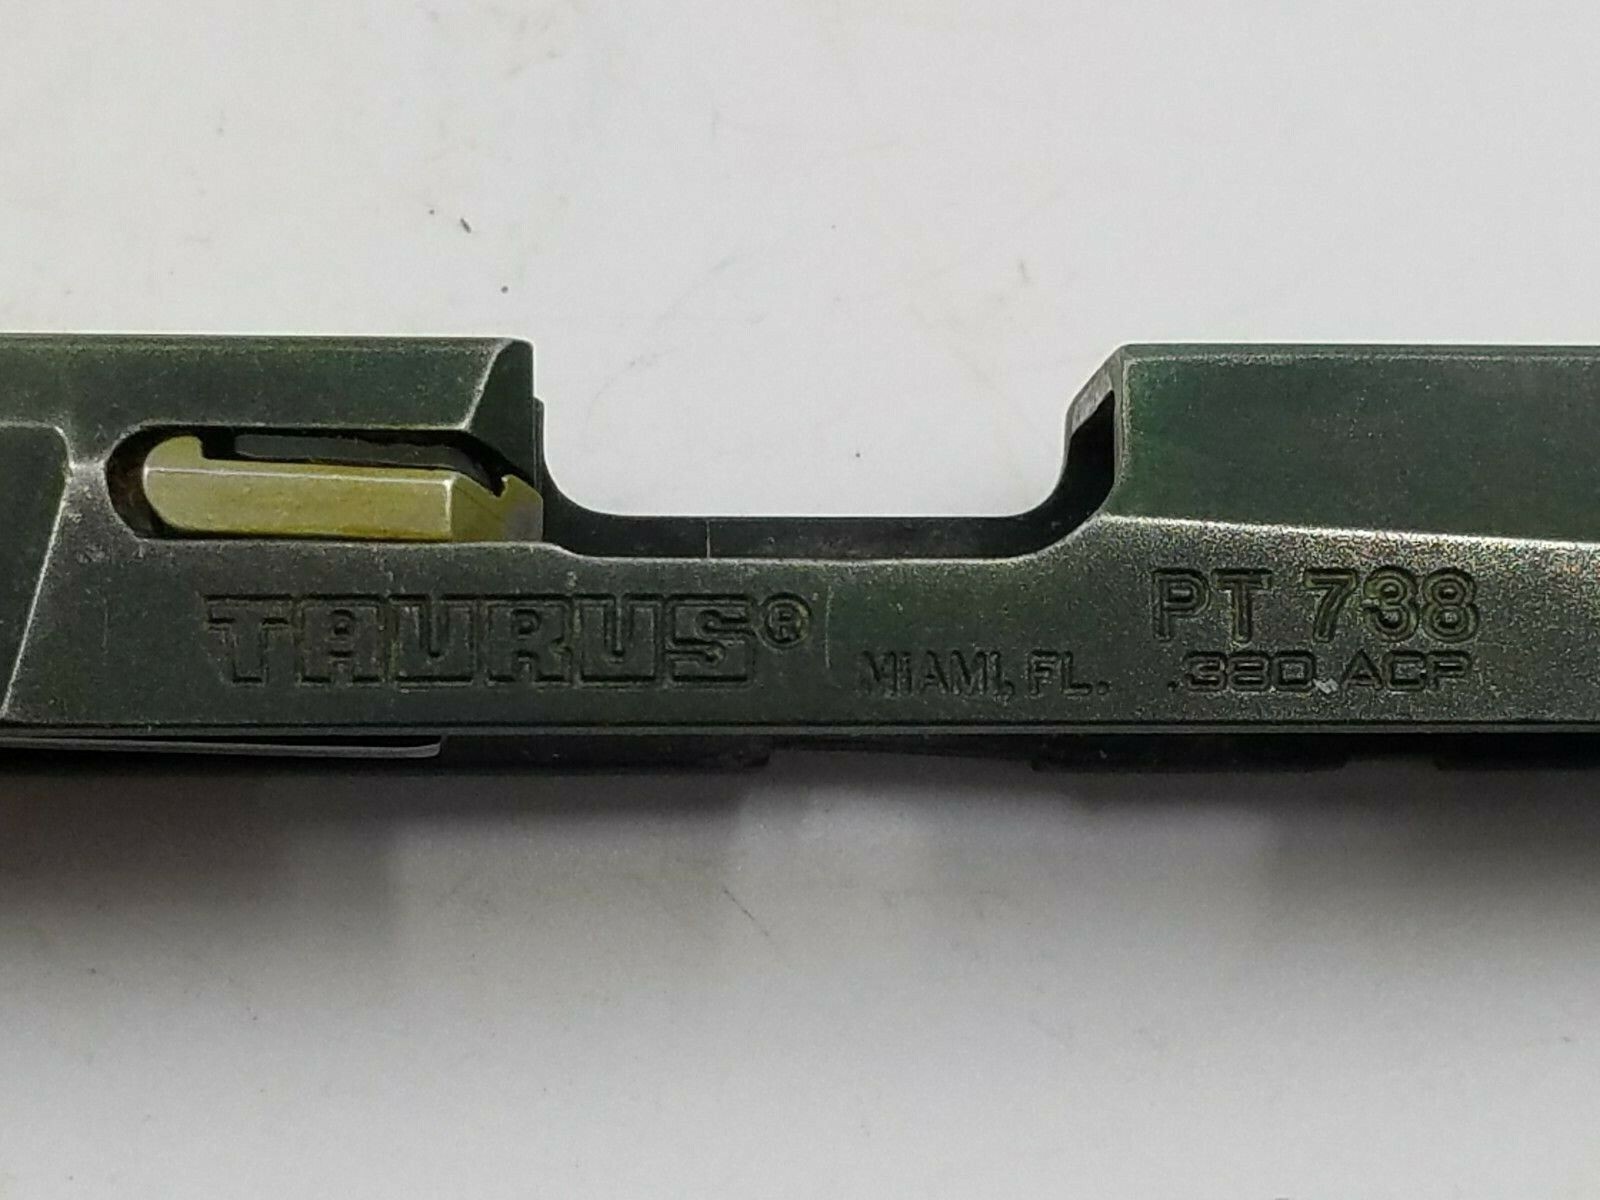 TAURUS®
MIAMI, FL.
PT 738
.380 ACP